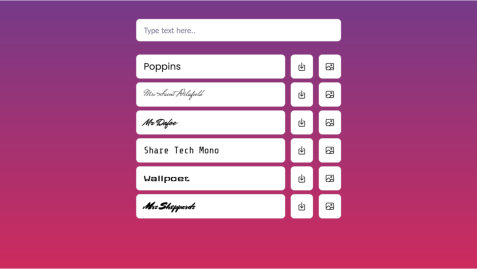 Type text here..
Poppins
Mrs Saint Delafield
Mr Dafoe
Share Tech Mono
Wallpoet
Mrs Sheppards